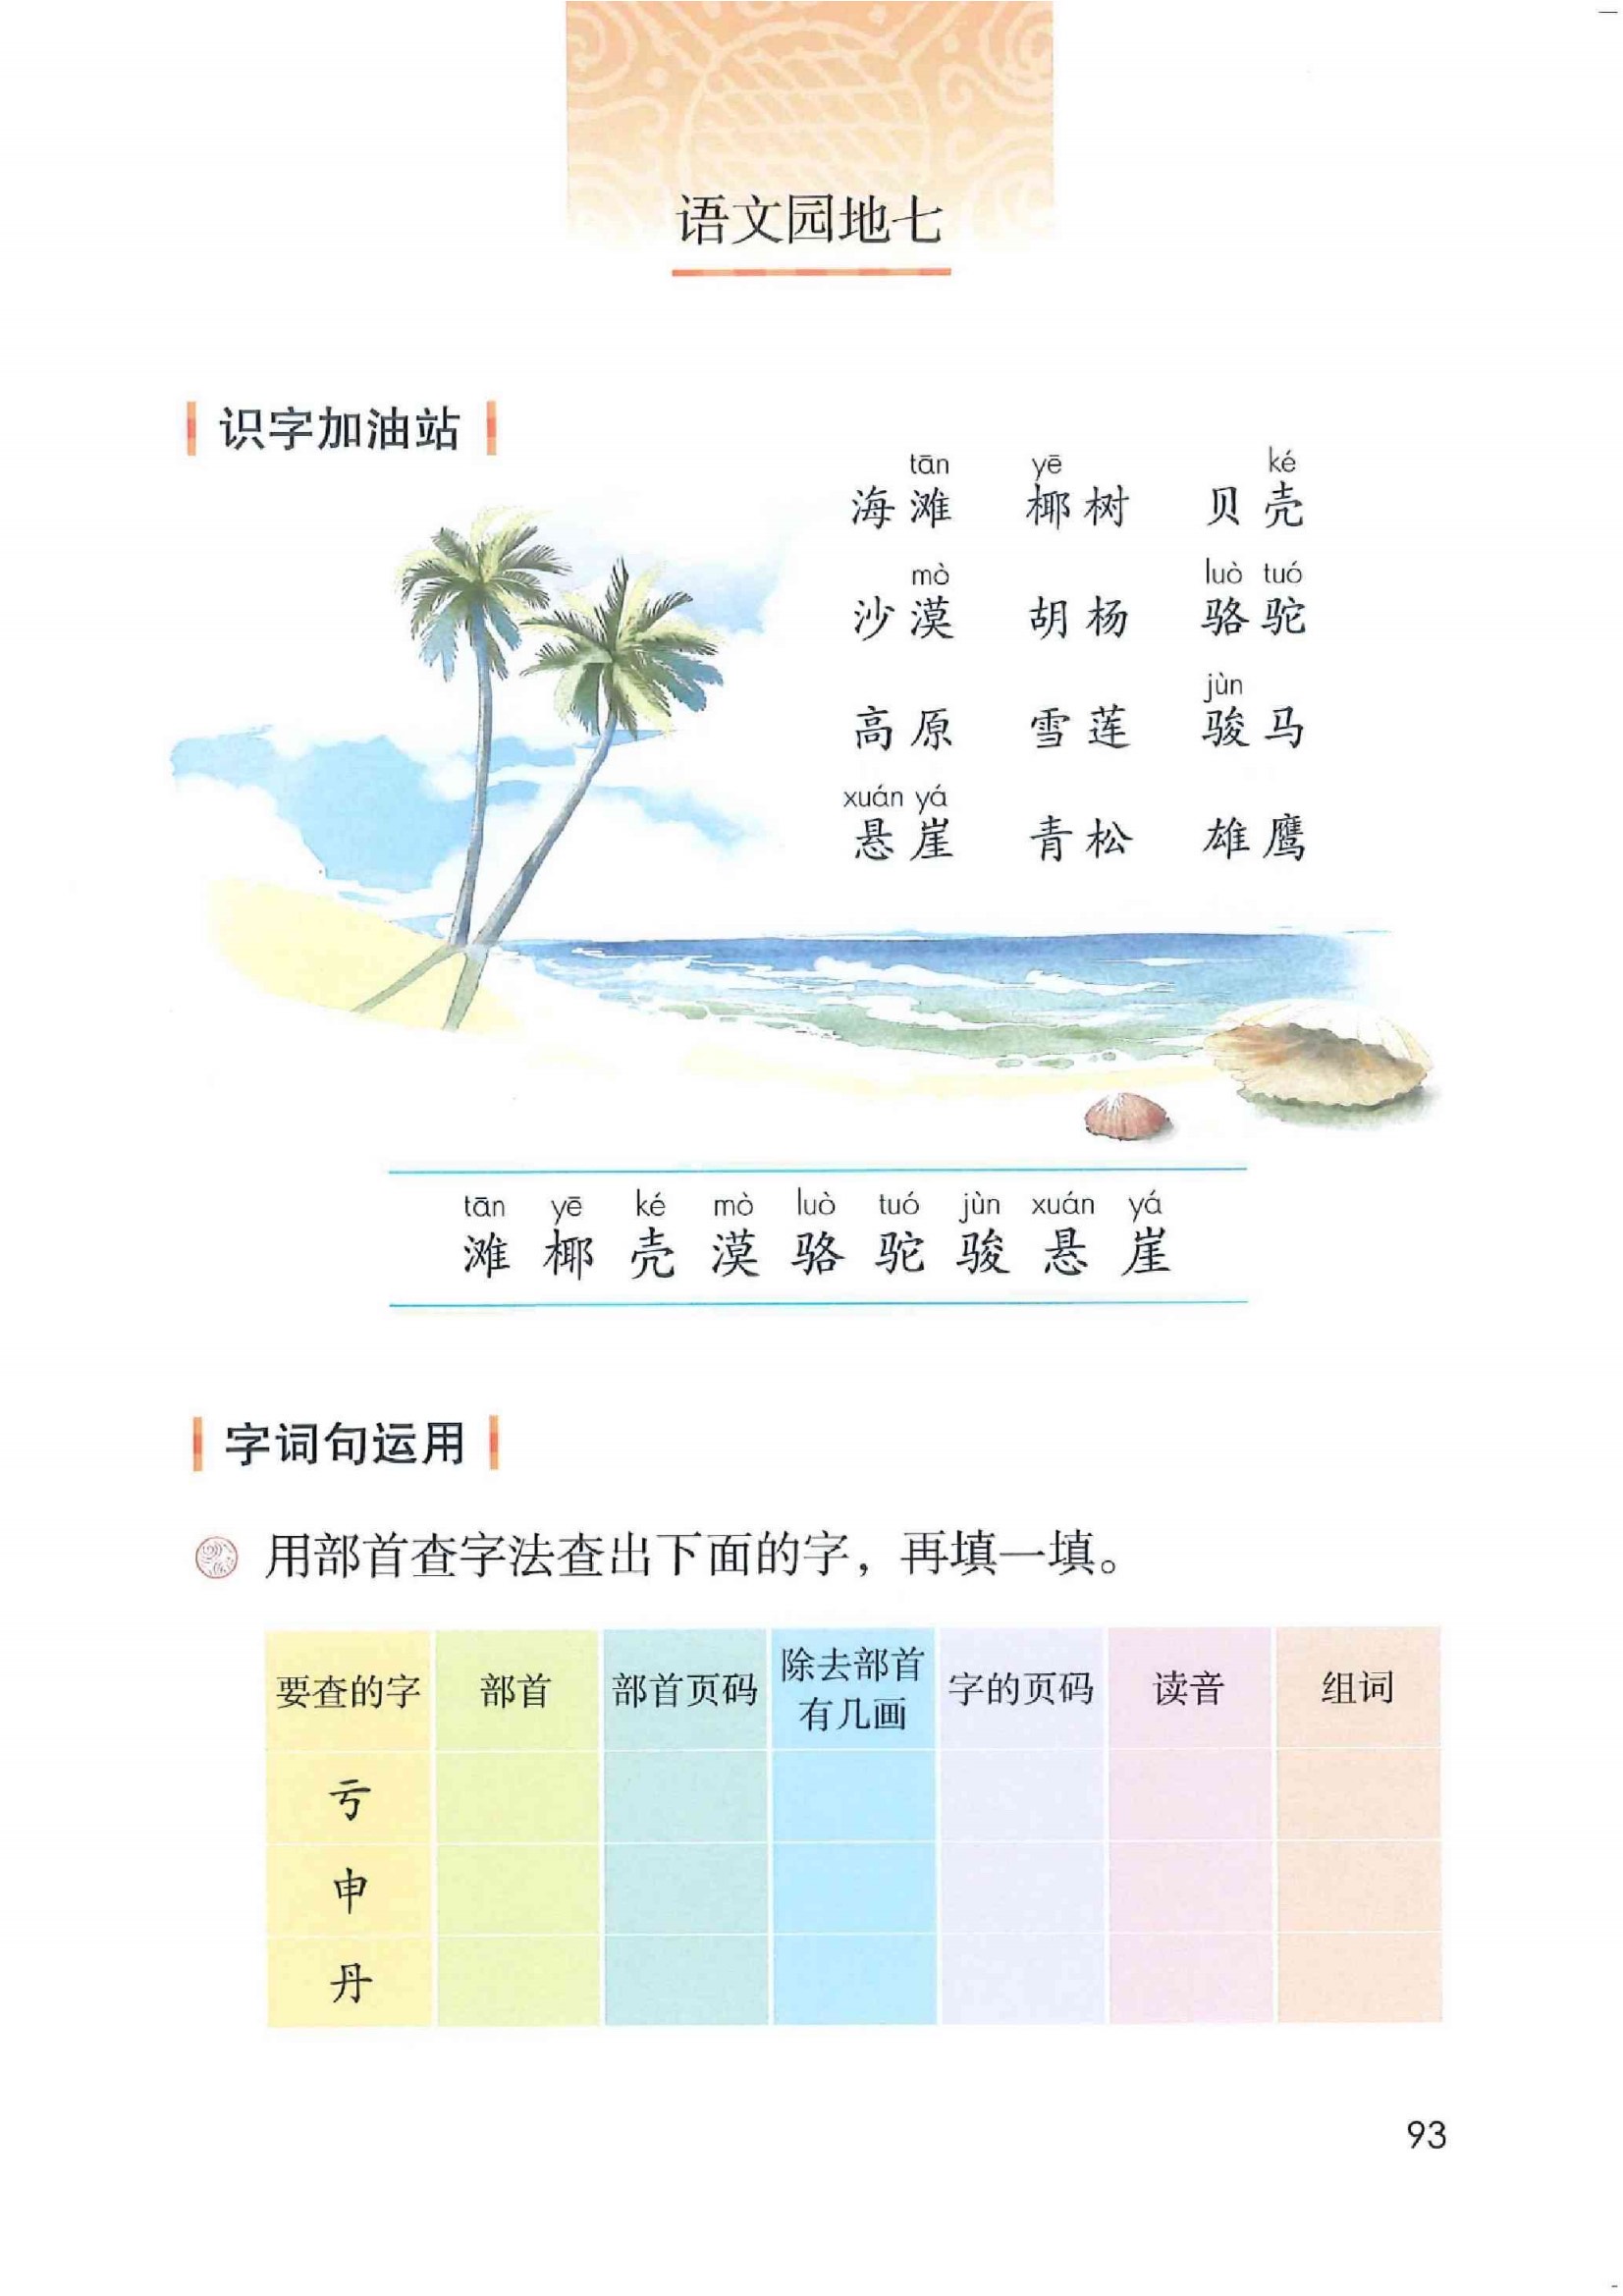 语文园地七
识字加油站
tān yē ké
海滩 椰树 贝壳
mò luò tuó
沙漠 胡杨 骆驼
jùn
高原 雪莲 骏马
xuán yá
悬崖 青松 雄鹰
tān yē ké mò luò tuó jùn xuán yá
滩 椰 壳 漠 骆 驼 骏 悬 崖
字词句运用
用部首查字法查出下面的字，再填一填。
要查的字 部首 部首页码 除去部首有几画 字的页码 读音 组词
亏
申
丹
93